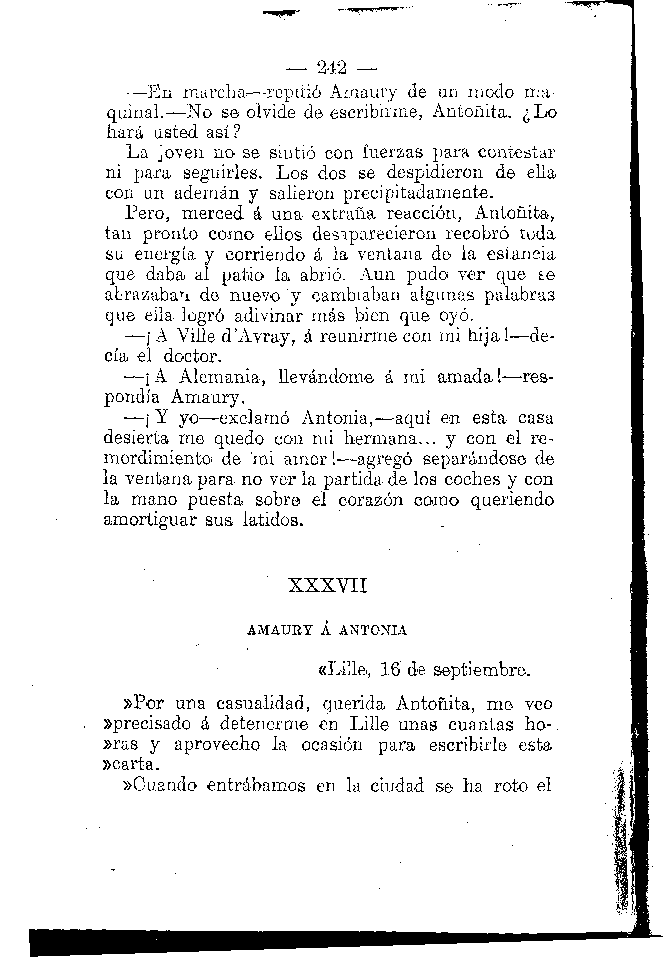 — 242 —
—En marcha—repitió Amaury de un modo ma-
quinal.—No se olvide de escribirme, Antoñita. ¿Lo
hará usted así?
La joven no se sintió con fuerzas para contestar
ni para seguirles. Los dos se despidieron de ella
con un ademán y salieron precipitadamente.
Pero, merced á una extraña reacción, Antoñita,
tan pronto como ellos desaparecieron recobró toda
su energía y corriendo á la ventana de la estancia
que daba al patio la abrió. Aun pudo ver que se
abrazaban de nuevo y cambiaban algunas palabras
que ella logró adivinar más bien que oyó.
—¡A Ville d'Avray, á reunirme con mi hija!—de-
cía el doctor.
—¡A Alemania, llevándome á mi amada!—res-
pondía Amaury.
—¡Y yo—exclamó Antonia,—aquí en esta casa
desierta me quedo con mi hermana... y con el re-
mordimiento de mi amor!—agregó separándose de
la ventana para no ver la partida de los coches y con
la mano puesta sobre el corazón como queriendo
amortiguar sus latidos.
XXXVII
AMAURY Á ANTONIA
«Lille, 16 de septiembre.
»Por una casualidad, querida Antoñita, me veo
»precisado á detenerme en Lille unas cuantas ho-
»ras y aprovecho la ocasión para escribirle esta
»carta.
»Cuando entrábamos en la ciudad se ha roto el